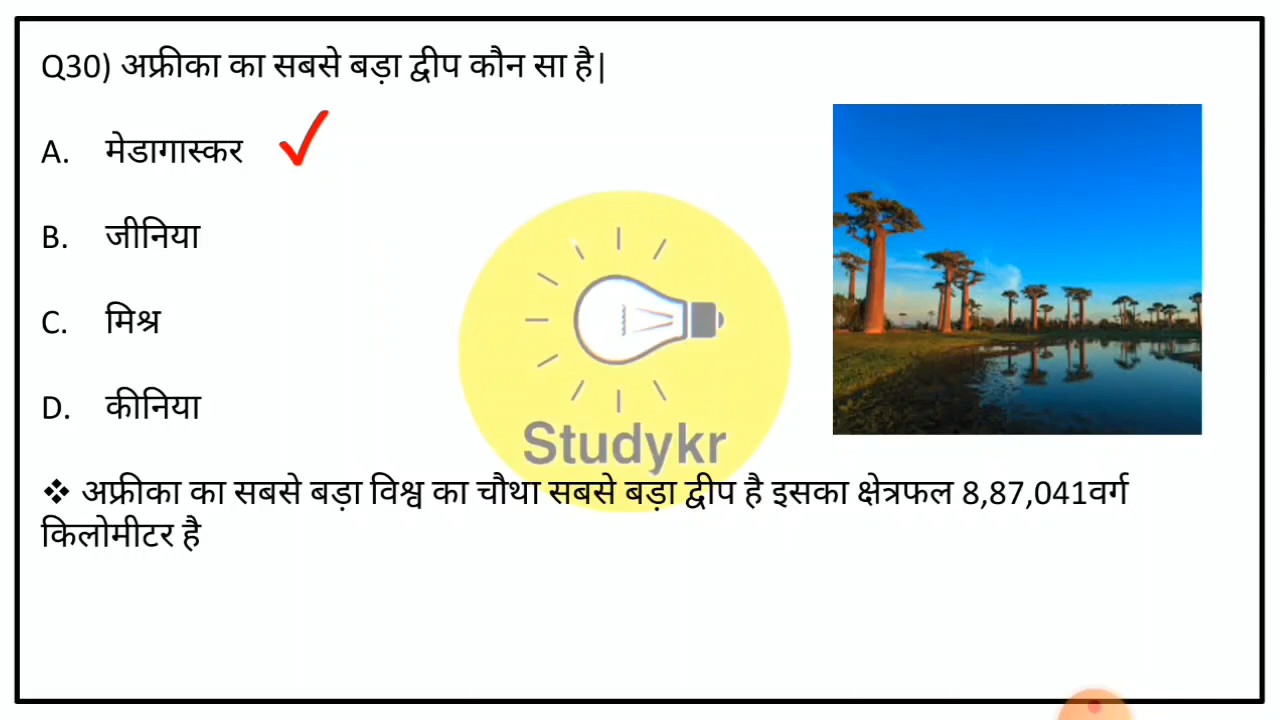 Q30) अफ्रीका का सबसे बड़ा द्वीप कौन सा है|
A. मेडागास्कर
B. जीनिया
C. मिश्र
D. कीनिया
Studykr
❖ अफ्रीका का सबसे बड़ा विश्व का चौथा सबसे बड़ा द्वीप है इसका क्षेत्रफल 8,87,041वर्ग
किलोमीटर है